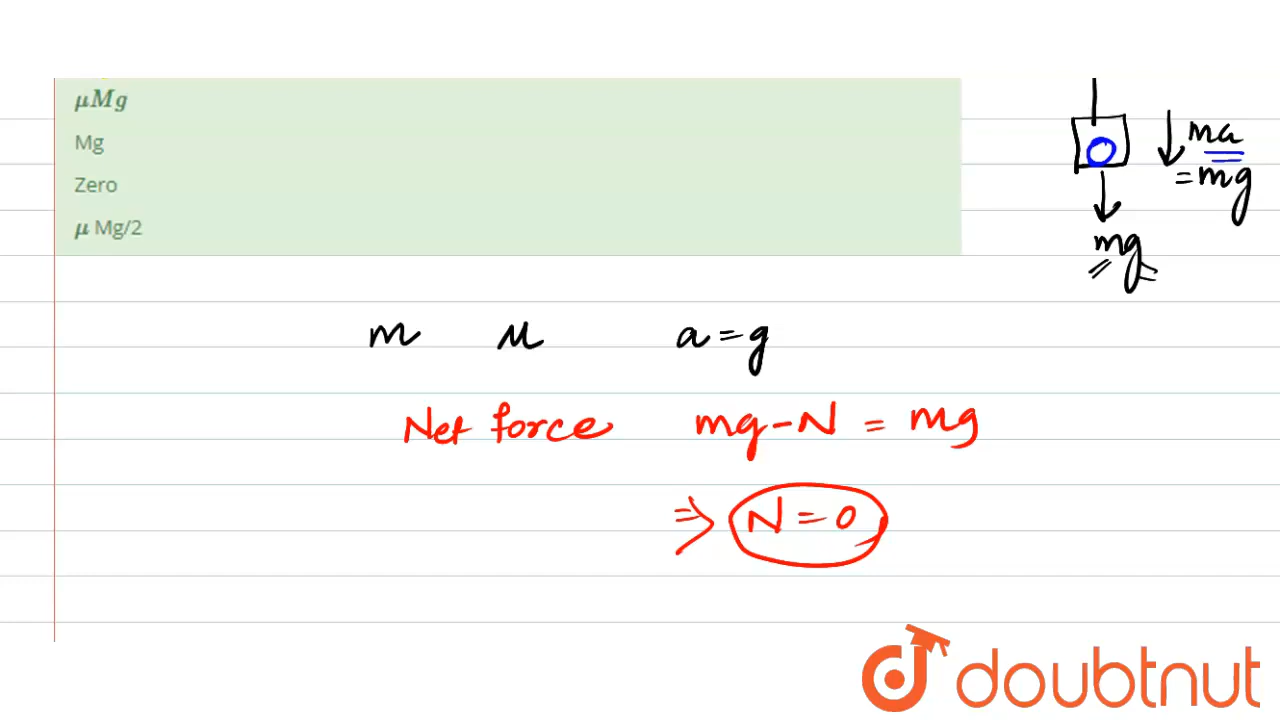 μMg
Mg
Zero
μ Mg/2
ma
= mg
mg
m μ a = g
Net force mg - N = mg
⇒ N = 0
doubtnut